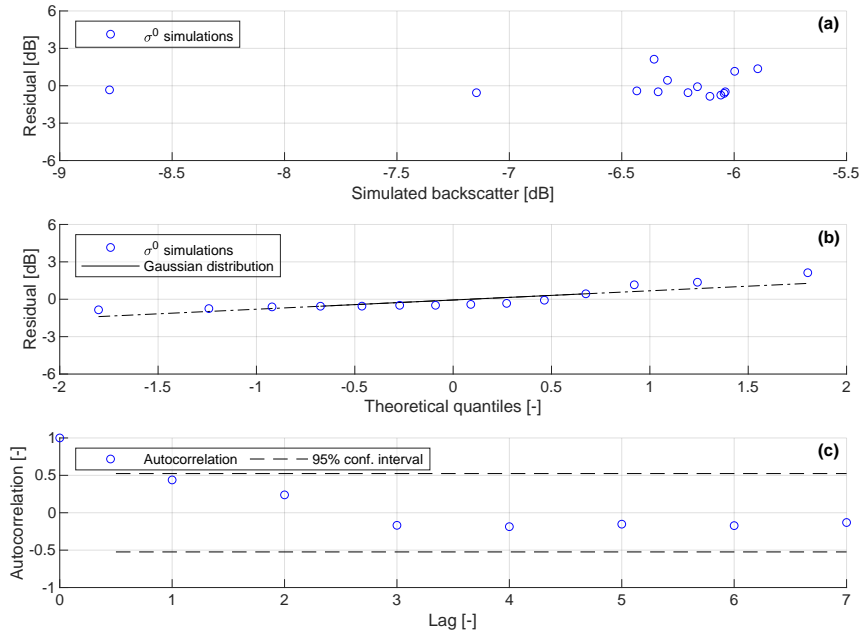 (a)
σ⁰ simulations
Residual [dB]
6
3
0
-3
-6
-9 -8.5 -8 -7.5 -7 -6.5 -6 -5.5
Simulated backscatter [dB]
(b)
σ⁰ simulations
Gaussian distribution
Residual [dB]
6
3
0
-3
-6
-2 -1.5 -1 -0.5 0 0.5 1 1.5 2
Theoretical quantiles [-]
(c)
Autocorrelation 95% conf. interval
Autocorrelation [-]
1
0.5
0
-0.5
-1
0 1 2 3 4 5 6 7
Lag [-]